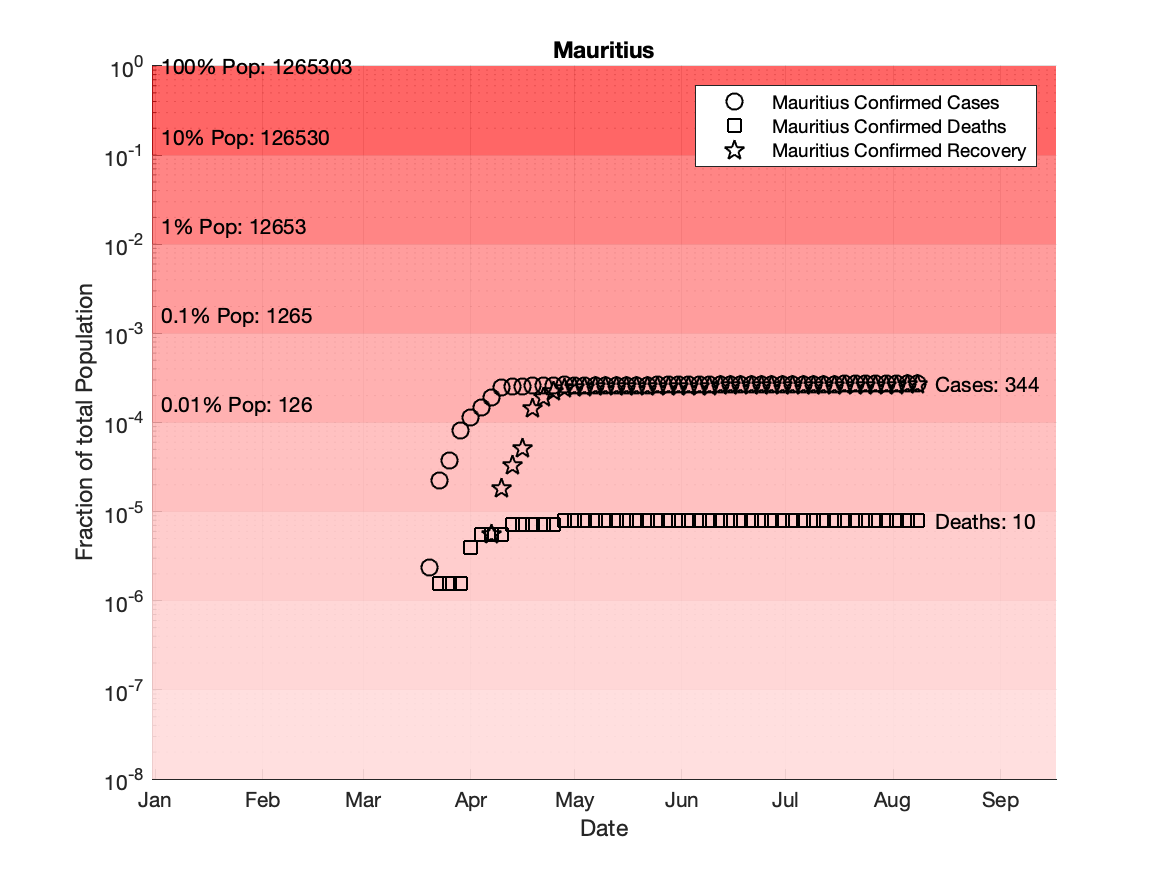 Mauritius
10^0
100% Pop: 1265303
Mauritius Confirmed Cases
Mauritius Confirmed Deaths
Mauritius Confirmed Recovery
10% Pop: 126530
10^-1
1% Pop: 12653
10^-2
0.1% Pop: 1265
10^-3
Cases: 344
0.01% Pop: 126
10^-4
10^-5
Deaths: 10
10^-6
10^-7
10^-8
Fraction of total Population
Jan Feb Mar Apr May Jun Jul Aug Sep
Date